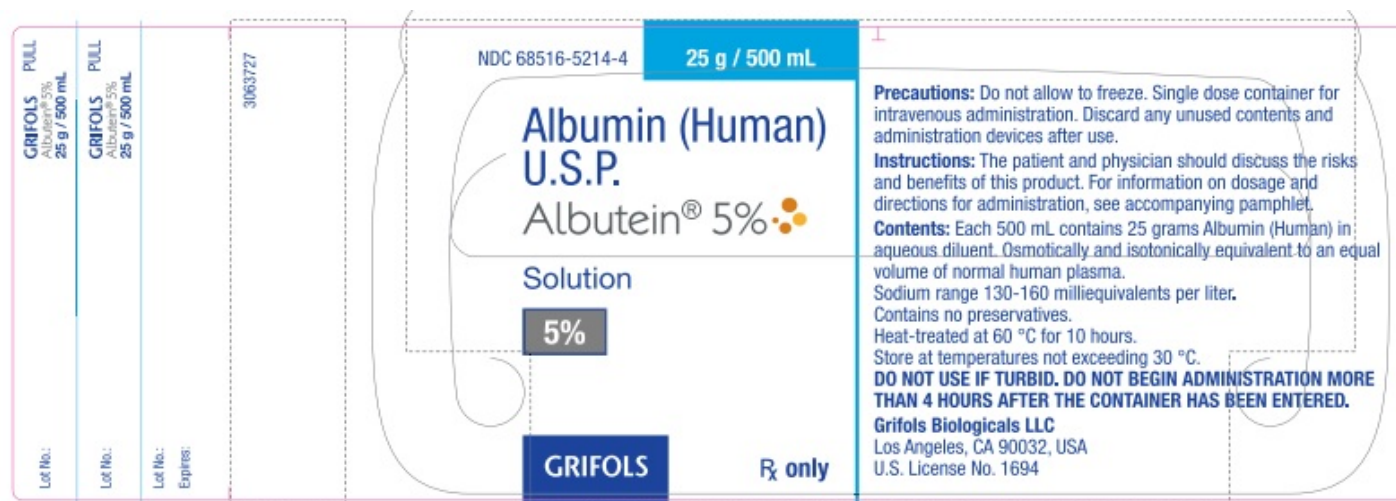 GRIFOLS PULL
Albutein® 5%
25 g / 500 mL
Lot No.:
GRIFOLS PULL
Albutein® 5%
25 g / 500 mL
Lot No.:
Lot No.:
Expires:
3063727
NDC 68516-5214-4
25 g / 500 mL
Albumin (Human)
U.S.P.
Albutein® 5%
Solution
5%
GRIFOLS
Rx only
Precautions: Do not allow to freeze. Single dose container for
intravenous administration. Discard any unused contents and
administration devices after use.
Instructions: The patient and physician should discuss the risks
and benefits of this product. For information on dosage and
directions for administration, see accompanying pamphlet.
Contents: Each 500 mL contains 25 grams Albumin (Human) in
aqueous diluent. Osmotically and isotonically equivalent to an equal
volume of normal human plasma.
Sodium range 130-160 milliequivalents per liter.
Contains no preservatives.
Heat-treated at 60 °C for 10 hours.
Store at temperatures not exceeding 30 °C.
DO NOT USE IF TURBID. DO NOT BEGIN ADMINISTRATION MORE
THAN 4 HOURS AFTER THE CONTAINER HAS BEEN ENTERED.
Grifols Biologicals LLC
Los Angeles, CA 90032, USA
U.S. License No. 1694